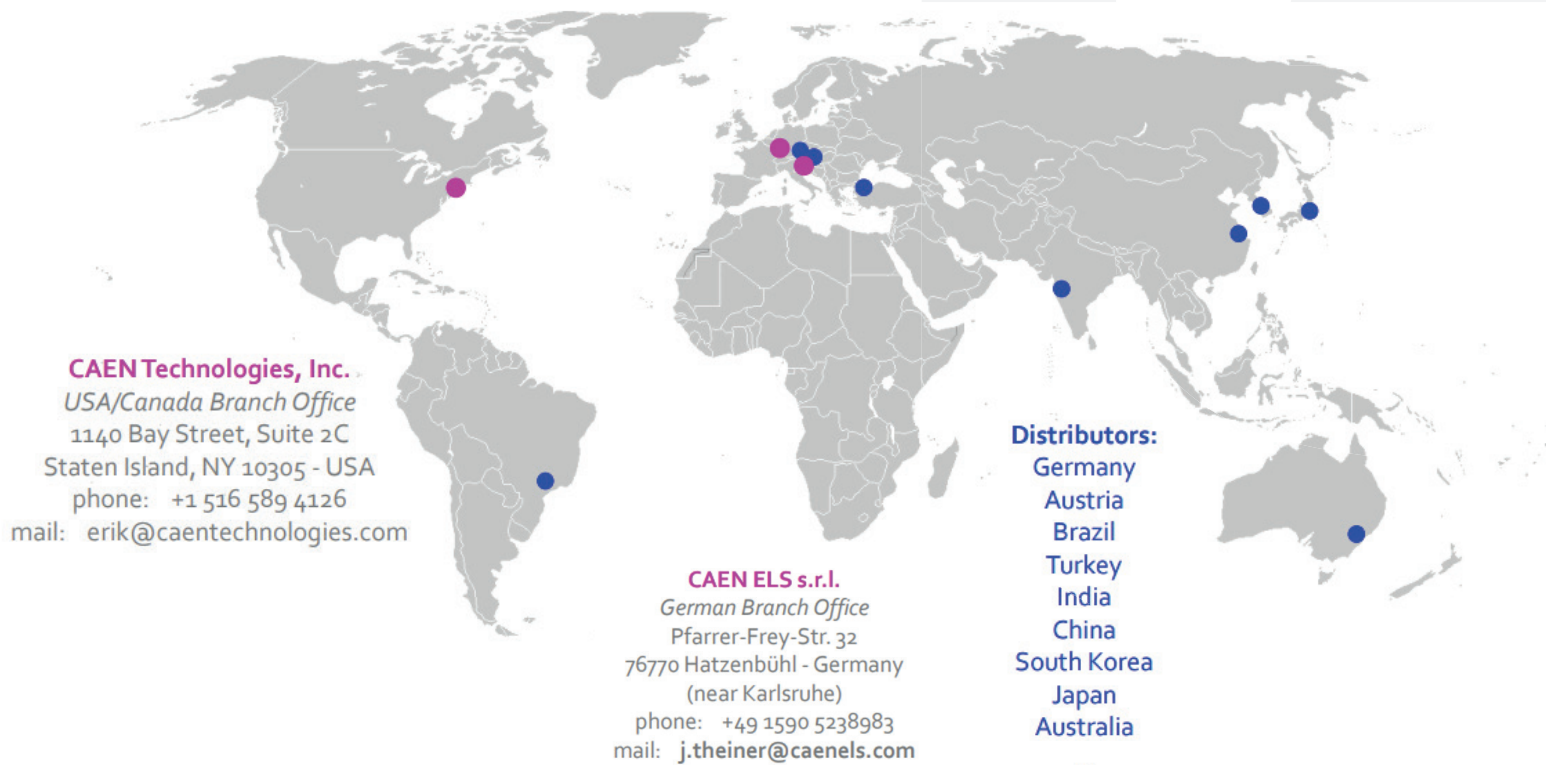 CAEN Technologies, Inc.
USA/Canada Branch Office
1140 Bay Street, Suite 2C
Staten Island, NY 10305 - USA
phone: +1 516 589 4126
mail: erik@caentechnologies.com
CAEN ELS s.r.l.
German Branch Office
Pfarrer-Frey-Str. 32
76770 Hatzenbühl - Germany
(near Karlsruhe)
phone: +49 1590 5238983
mail: j.theiner@caenels.com
Distributors:
Germany
Austria
Brazil
Turkey
India
China
South Korea
Japan
Australia